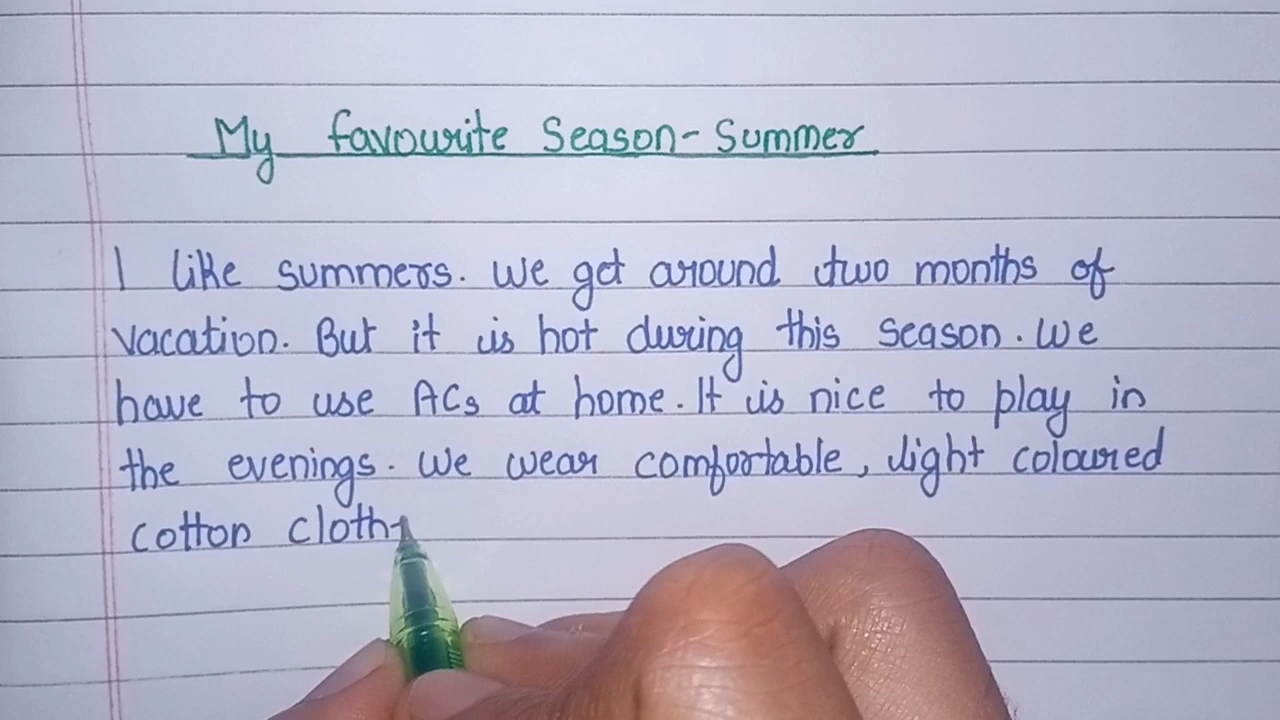 My favourite Season - Summer
I like summers. We get around two months of
vacation. But it is hot during this season. We
have to use ACs at home. It is nice to play in
the evenings. We wear comfortable, light coloured
cotton cloth